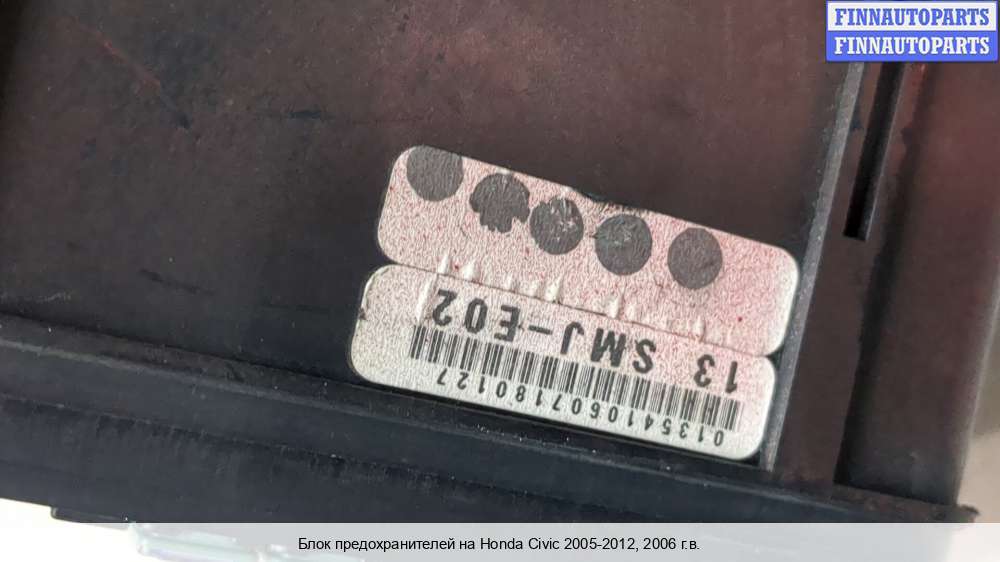 FINNAUTOPARTS
FINNAUTOPARTS
13 SMJ-E02
0135410607180127
Блок предохранителей на Honda Civic 2005-2012, 2006 г.в.